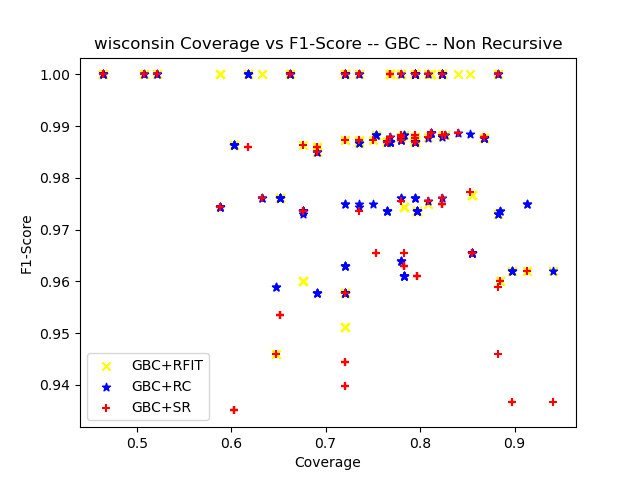 wisconsin Coverage vs F1-Score -- GBC -- Non Recursive
1.00
0.99
0.98
0.97
0.96
0.95
0.94
F1-Score
GBC+RFIT
GBC+RC
GBC+SR
0.5 0.6 0.7 0.8 0.9
Coverage